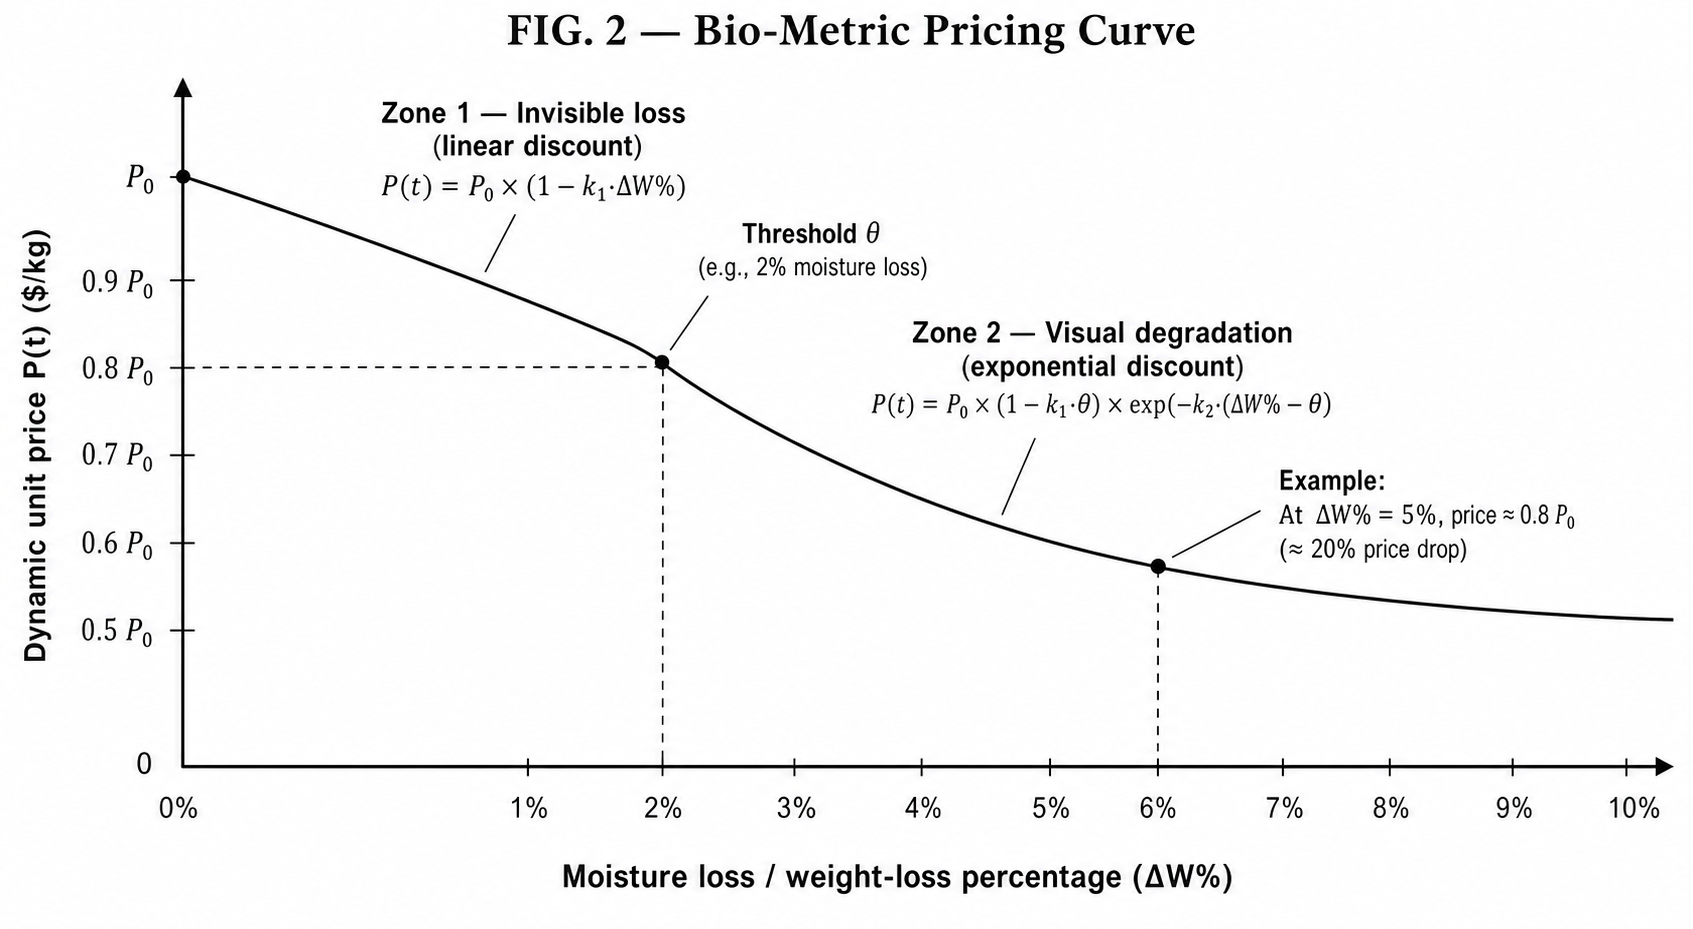 FIG. 2 — Bio-Metric Pricing Curve
Zone 1 — Invisible loss
(linear discount)
P(t) = P₀ × (1 − k₁·ΔW%)
Threshold θ
(e.g., 2% moisture loss)
Zone 2 — Visual degradation
(exponential discount)
P(t) = P₀ × (1 − k₁·θ) × exp(−k₂·(ΔW% − θ)
Example:
At ΔW% = 5%, price ≈ 0.8 P₀
(≈ 20% price drop)
Dynamic unit price P(t) ($/kg)
P₀
0.9 P₀
0.8 P₀
0.7 P₀
0.6 P₀
0.5 P₀
0
0% 1% 2% 3% 4% 5% 6% 7% 8% 9% 10%
Moisture loss / weight-loss percentage (ΔW%)